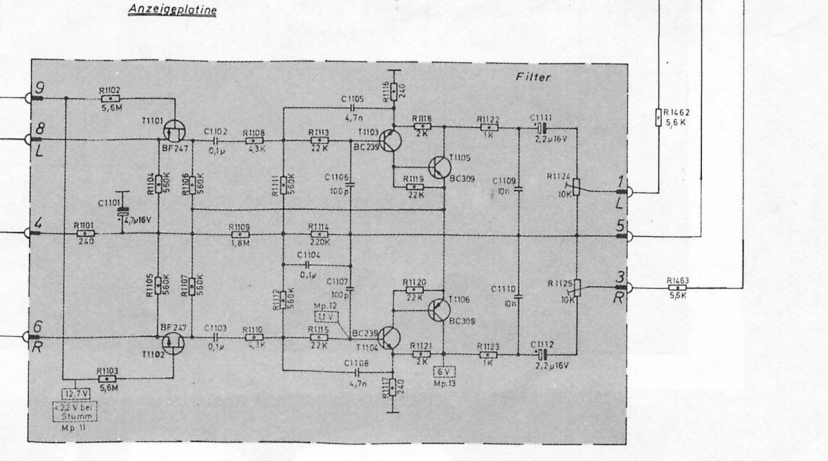 Anzeigeplatine
Filter
9
R1102
5,6M
T1101
BF247
8
L
C1102
0,1µ
R1108
4,3K
C1105
4,7n
R1113
22K
R1116
240
T1103
BC239
R1118
2K
R1122
1K
C1111
2,2µ16V
R1462
5,6K
R1104
560K
R1106
560K
R1111
560K
C1106
100p
T1105
BC309
R1119
22K
C1109
10n
R1124
10K
1
L
C1101
4,7µ16V
4
R1101
240
R1109
1,8M
R1114
220K
5
C1104
0,1µ
R1105
560K
R1107
560K
R1112
560K
C1107
100p
R1120
22K
T1106
BC309
C1110
10n
R1125
10K
3
R
R1463
5,6K
Mp.12
1,1 V
6
R
BF247
T1102
C1103
0,1µ
R1110
4,3K
R1115
22K
BC239
T1104
R1121
2K
R1123
1K
C1112
2,2µ16V
R1103
5,6M
C1108
4,7n
R1117
240
6 V
Mp.13
12,7V
<2,2 V bei
Stumm
Mp.11